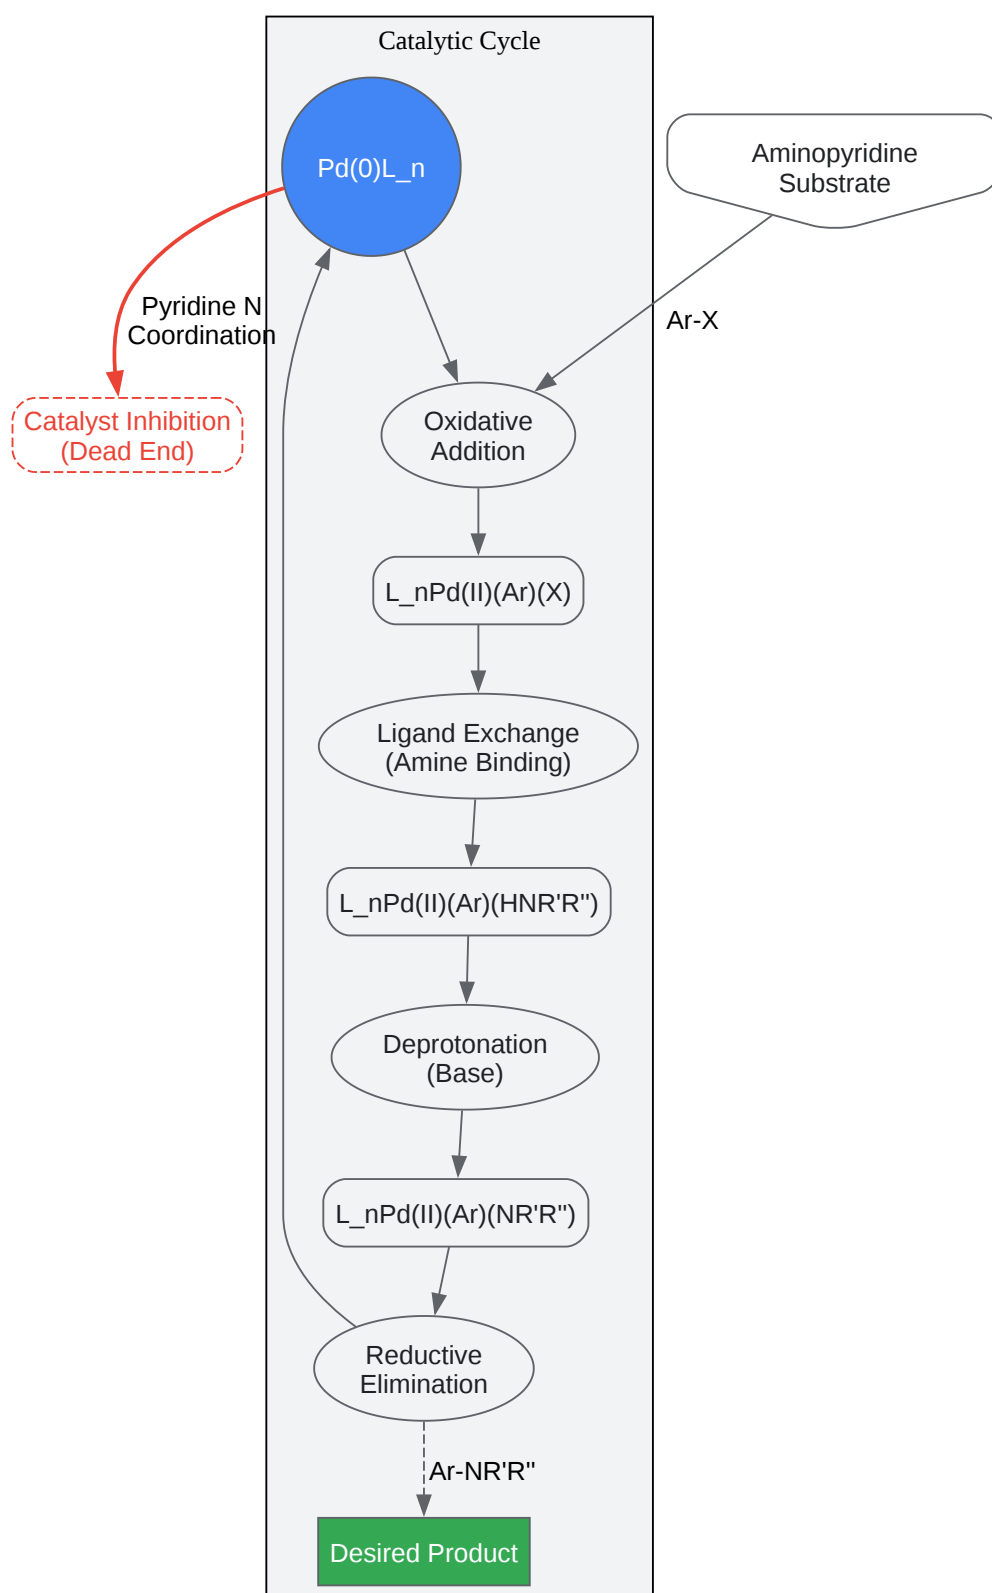 Catalytic Cycle
Pd(0)L_n
Aminopyridine
Substrate
Pyridine N
Coordination
Ar-X
Catalyst Inhibition
(Dead End)
Oxidative
Addition
L_nPd(II)(Ar)(X)
Ligand Exchange
(Amine Binding)
L_nPd(II)(Ar)(HNR'R'')
Deprotonation
(Base)
L_nPd(II)(Ar)(NR'R'')
Reductive
Elimination
Ar-NR'R''
Desired Product